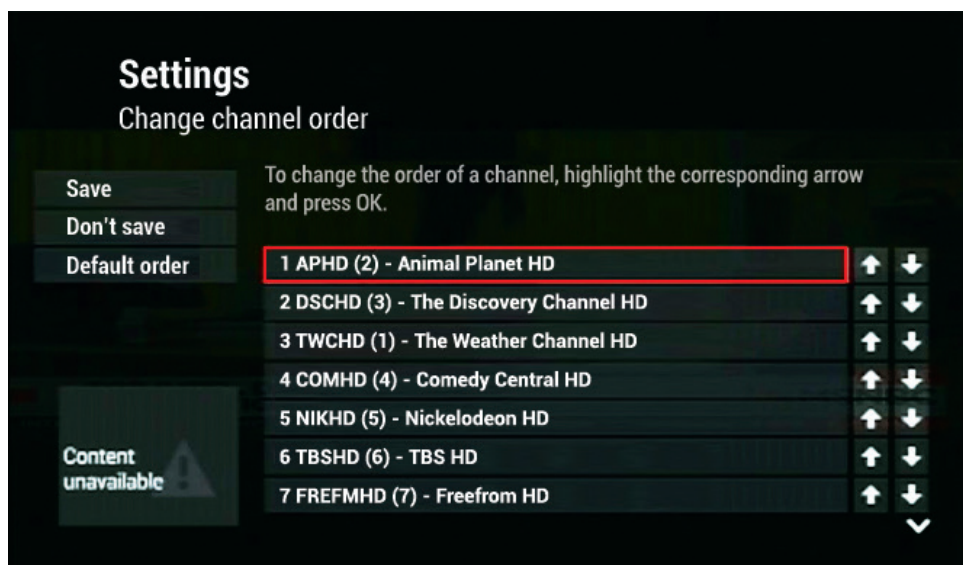 Settings
Change channel order
Save
Don't save
Default order
To change the order of a channel, highlight the corresponding arrow
and press OK.
1 APHD (2) - Animal Planet HD
2 DSCHD (3) - The Discovery Channel HD
3 TWCHD (1) - The Weather Channel HD
4 COMHD (4) - Comedy Central HD
5 NIKHD (5) - Nickelodeon HD
6 TBSHD (6) - TBS HD
7 FREFMHD (7) - Freefrom HD
Content
unavailable